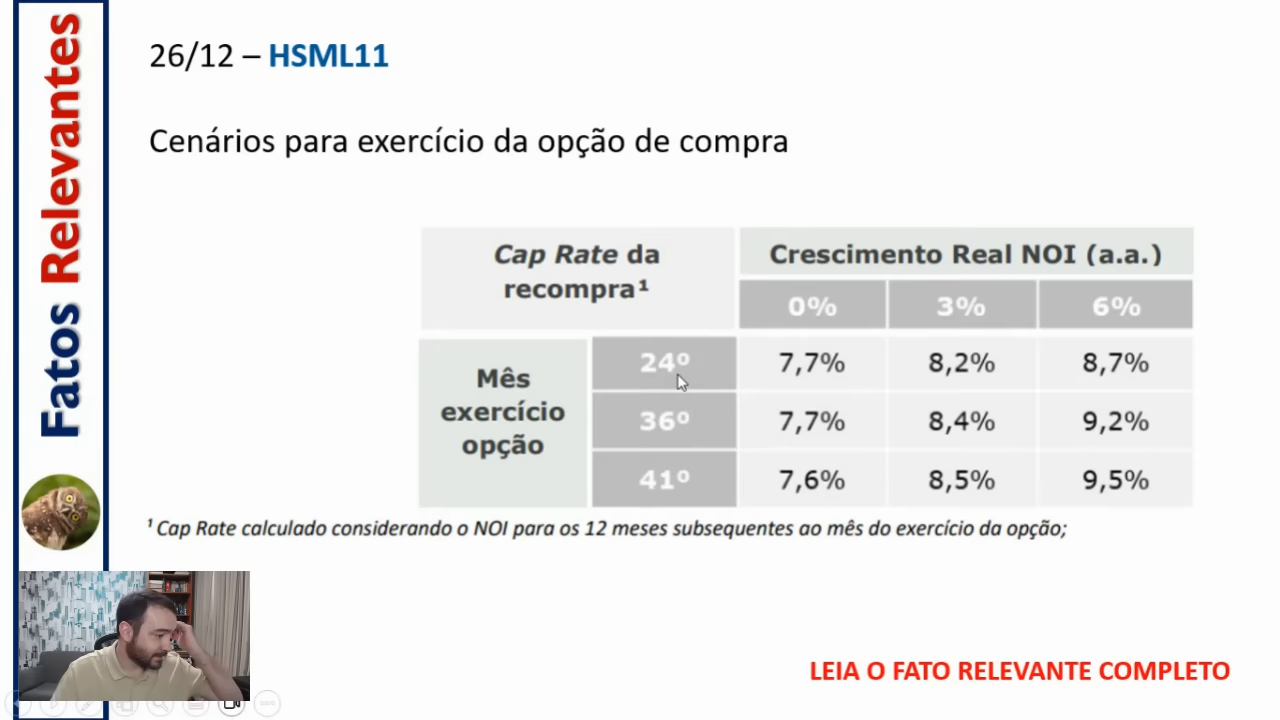 Fatos Relevantes
26/12 – HSML11
Cenários para exercício da opção de compra
Cap Rate da
recompra¹
Crescimento Real NOI (a.a.)
0% 3% 6%
Mês
exercício
opção
24º 7,7% 8,2% 8,7%
36º 7,7% 8,4% 9,2%
41º 7,6% 8,5% 9,5%
¹ Cap Rate calculado considerando o NOI para os 12 meses subsequentes ao mês do exercício da opção;
LEIA O FATO RELEVANTE COMPLETO